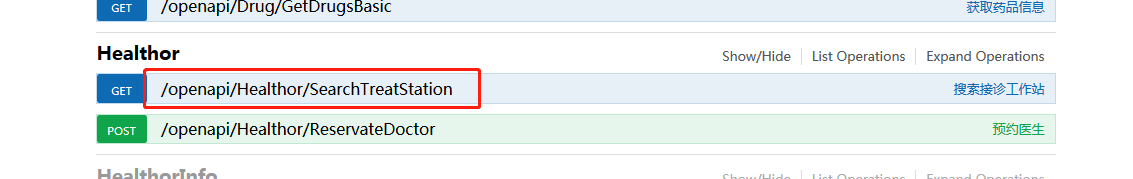 GET /openapi/Drug/GetDrugsBasic 获取药品信息
Healthor Show/Hide List Operations Expand Operations
GET /openapi/Healthor/SearchTreatStation 搜索接诊工作站
POST /openapi/Healthor/ReservateDoctor 预约医生
HealthorInfo Show/Hide List Operations Expand Operations